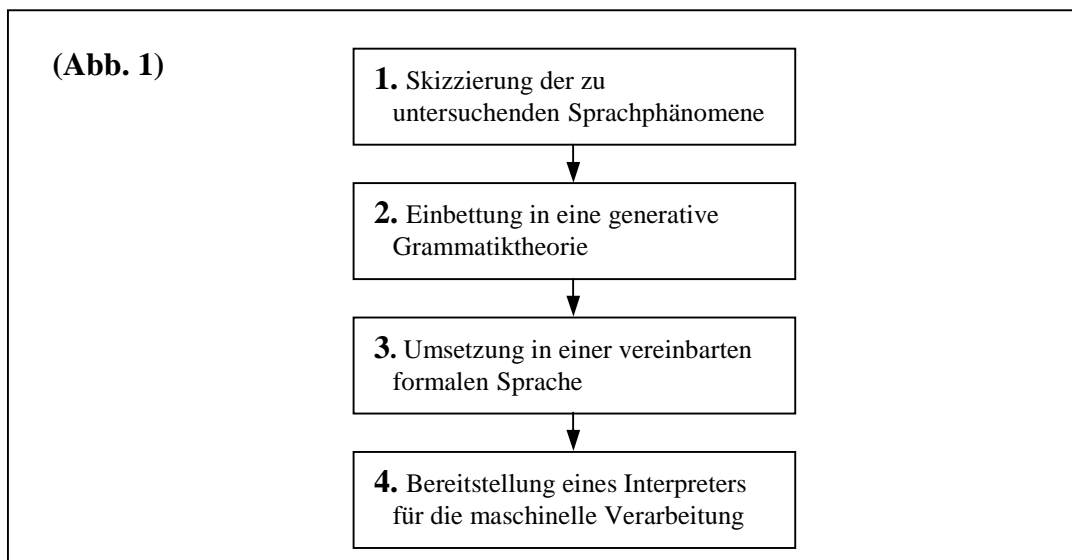 (Abb. 1)
1. Skizzierung der zu
untersuchenden Sprachphänomene
2. Einbettung in eine generative
Grammatiktheorie
3. Umsetzung in einer vereinbarten
formalen Sprache
4. Bereitstellung eines Interpreters
für die maschinelle Verarbeitung